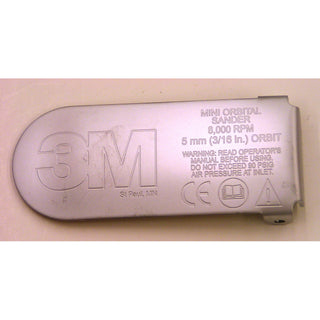 3M
St Paul, MN
MINI ORBITAL
SANDER
8,000 RPM
5 mm (3/16 in.) ORBIT
WARNING: READ OPERATOR'S
MANUAL BEFORE USING.
DO NOT EXCEED 90 PSIG
AIR PRESSURE AT INLET.
CE